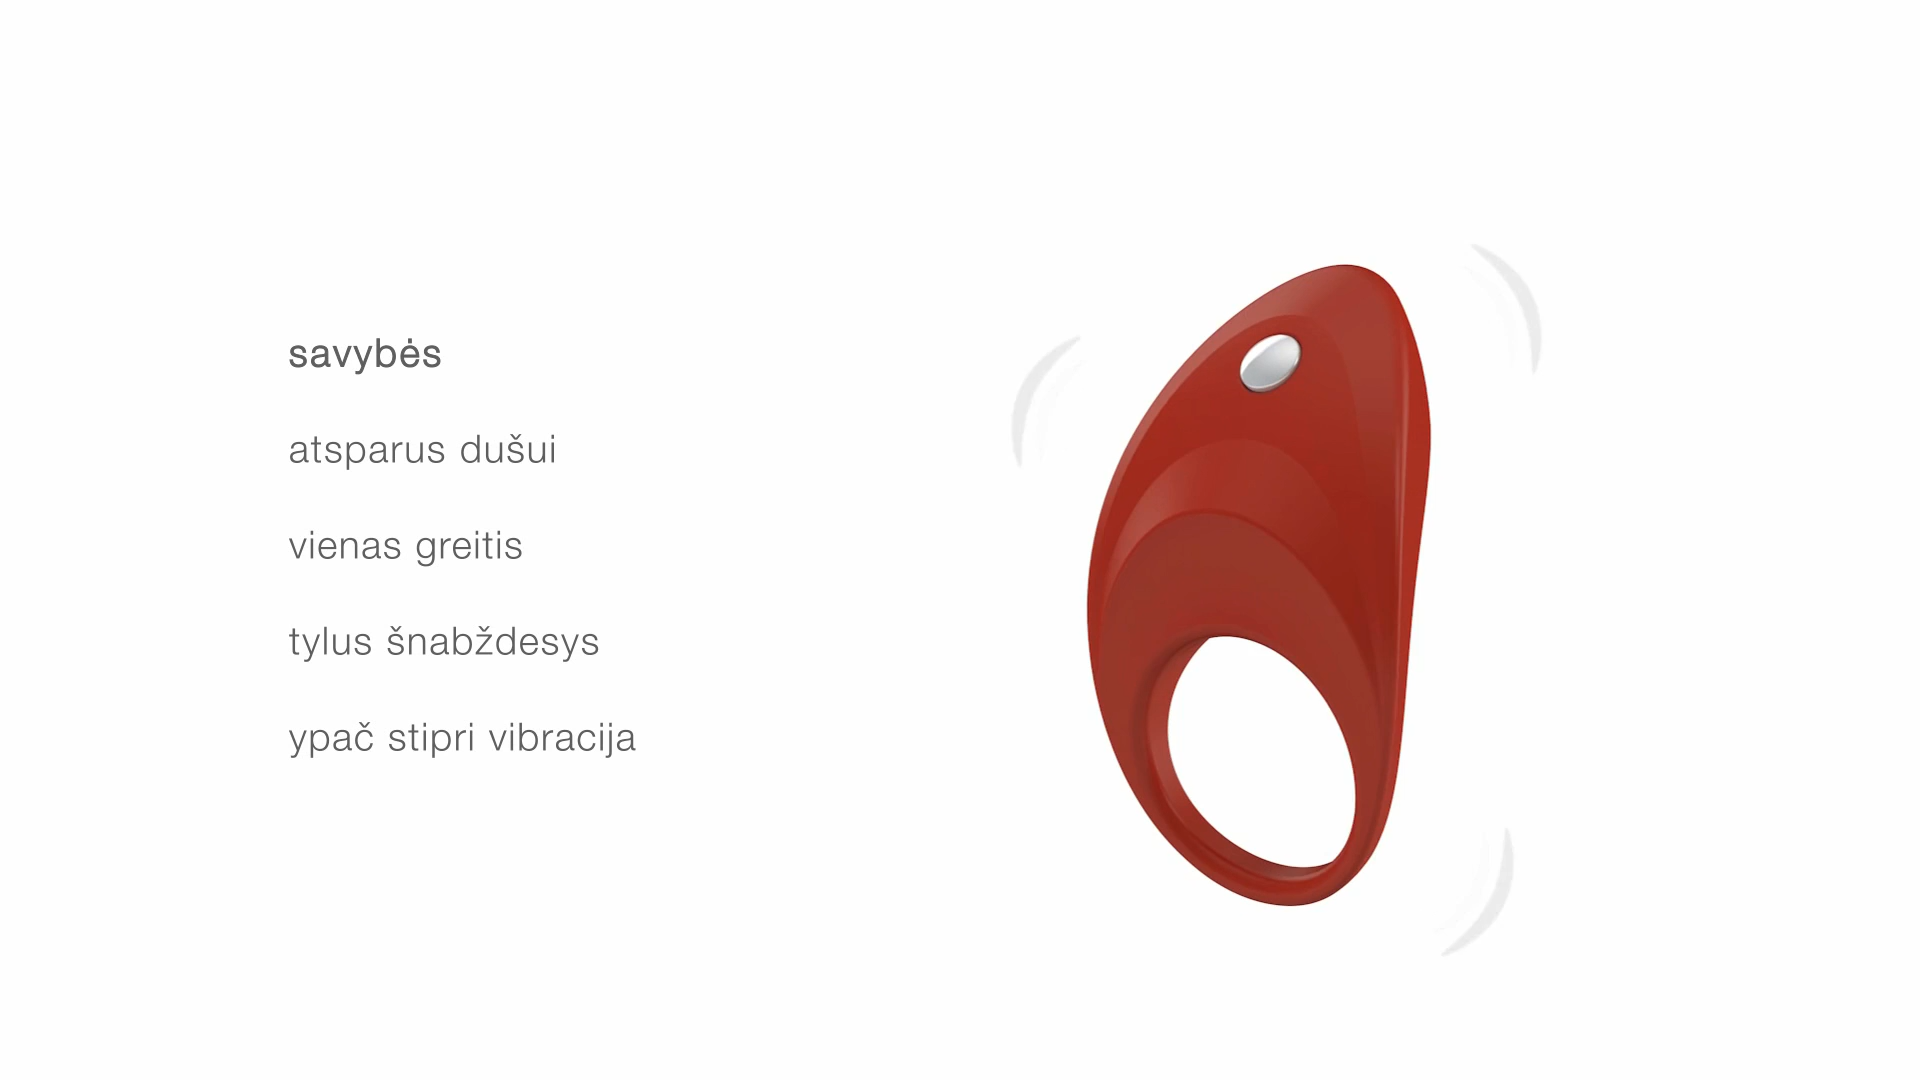 savybės
atsparus dušui
vienas greitis
tylus šnabždesys
ypač stipri vibracija